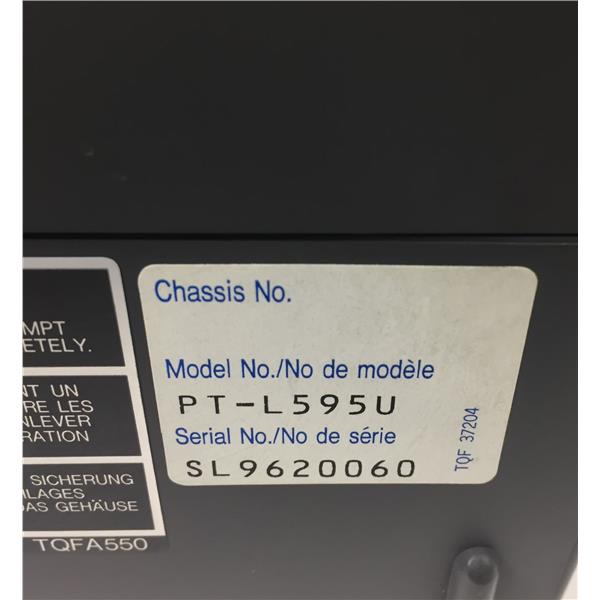 Chassis No.
Model No./No de modèle
PT-L595U
Serial No./No de série
SL9620060
TQF 37204
MPT
ETELY.
NT UN
RE LES
NLEVER
RATION
SICHERUNG
HLAGES
DAS GEHÄUSE
TQFA550